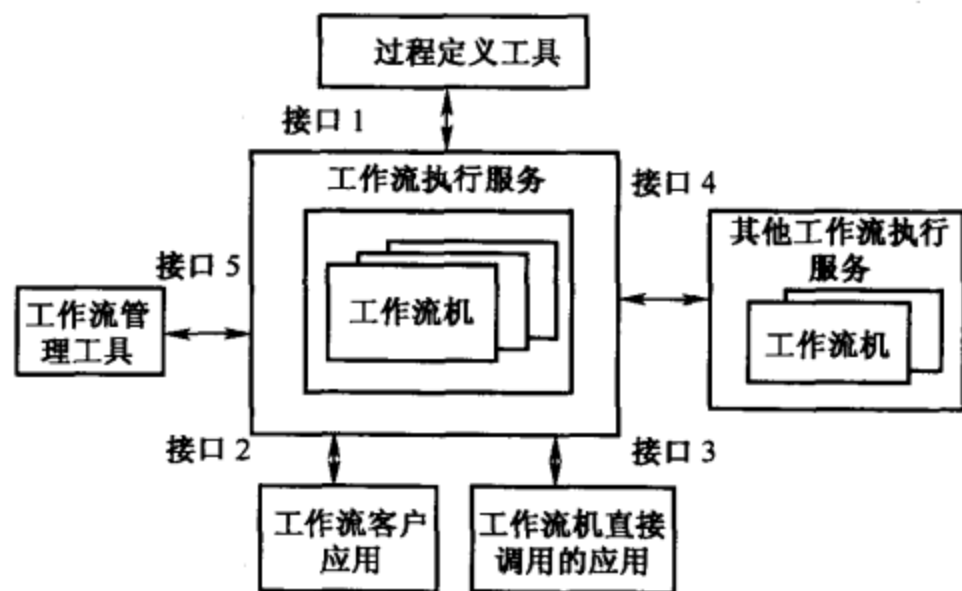 过程定义工具
接口 1
工作流执行服务
接口 4
其他工作流执行
服务
接口 5
工作流机
工作流机
工作流管
理工具
接口 2
接口 3
工作流客户
应用
工作流机直接
调用的应用